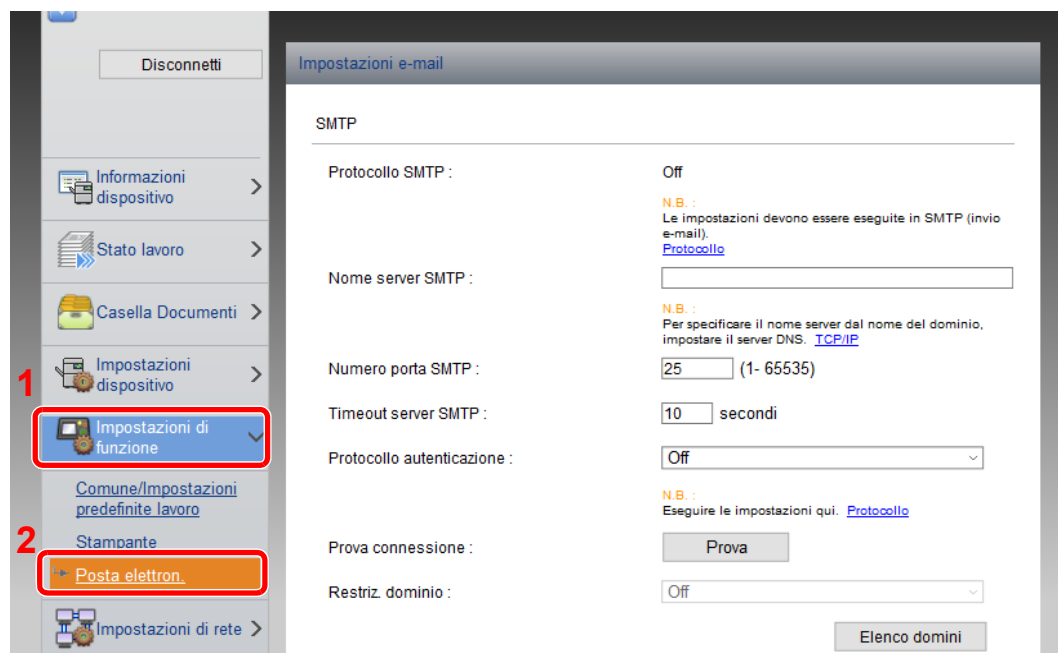 Disconnetti
Informazioni
dispositivo
Stato lavoro
Casella Documenti
1
Impostazioni
dispositivo
Impostazioni di
funzione
Comune/Impostazioni
predefinite lavoro
2
Stampante
Posta elettron.
Impostazioni di rete
Impostazioni e-mail
SMTP
Protocollo SMTP : Off
N.B. :
Le impostazioni devono essere eseguite in SMTP (invio
e-mail).
Protocollo
Nome server SMTP :
N.B. :
Per specificare il nome server dal nome del dominio,
impostare il server DNS. TCP/IP
Numero porta SMTP : 25 (1- 65535)
Timeout server SMTP : 10 secondi
Protocollo autenticazione : Off
N.B. :
Eseguire le impostazioni qui. Protocollo
Prova connessione : Prova
Restriz. dominio : Off
Elenco domini